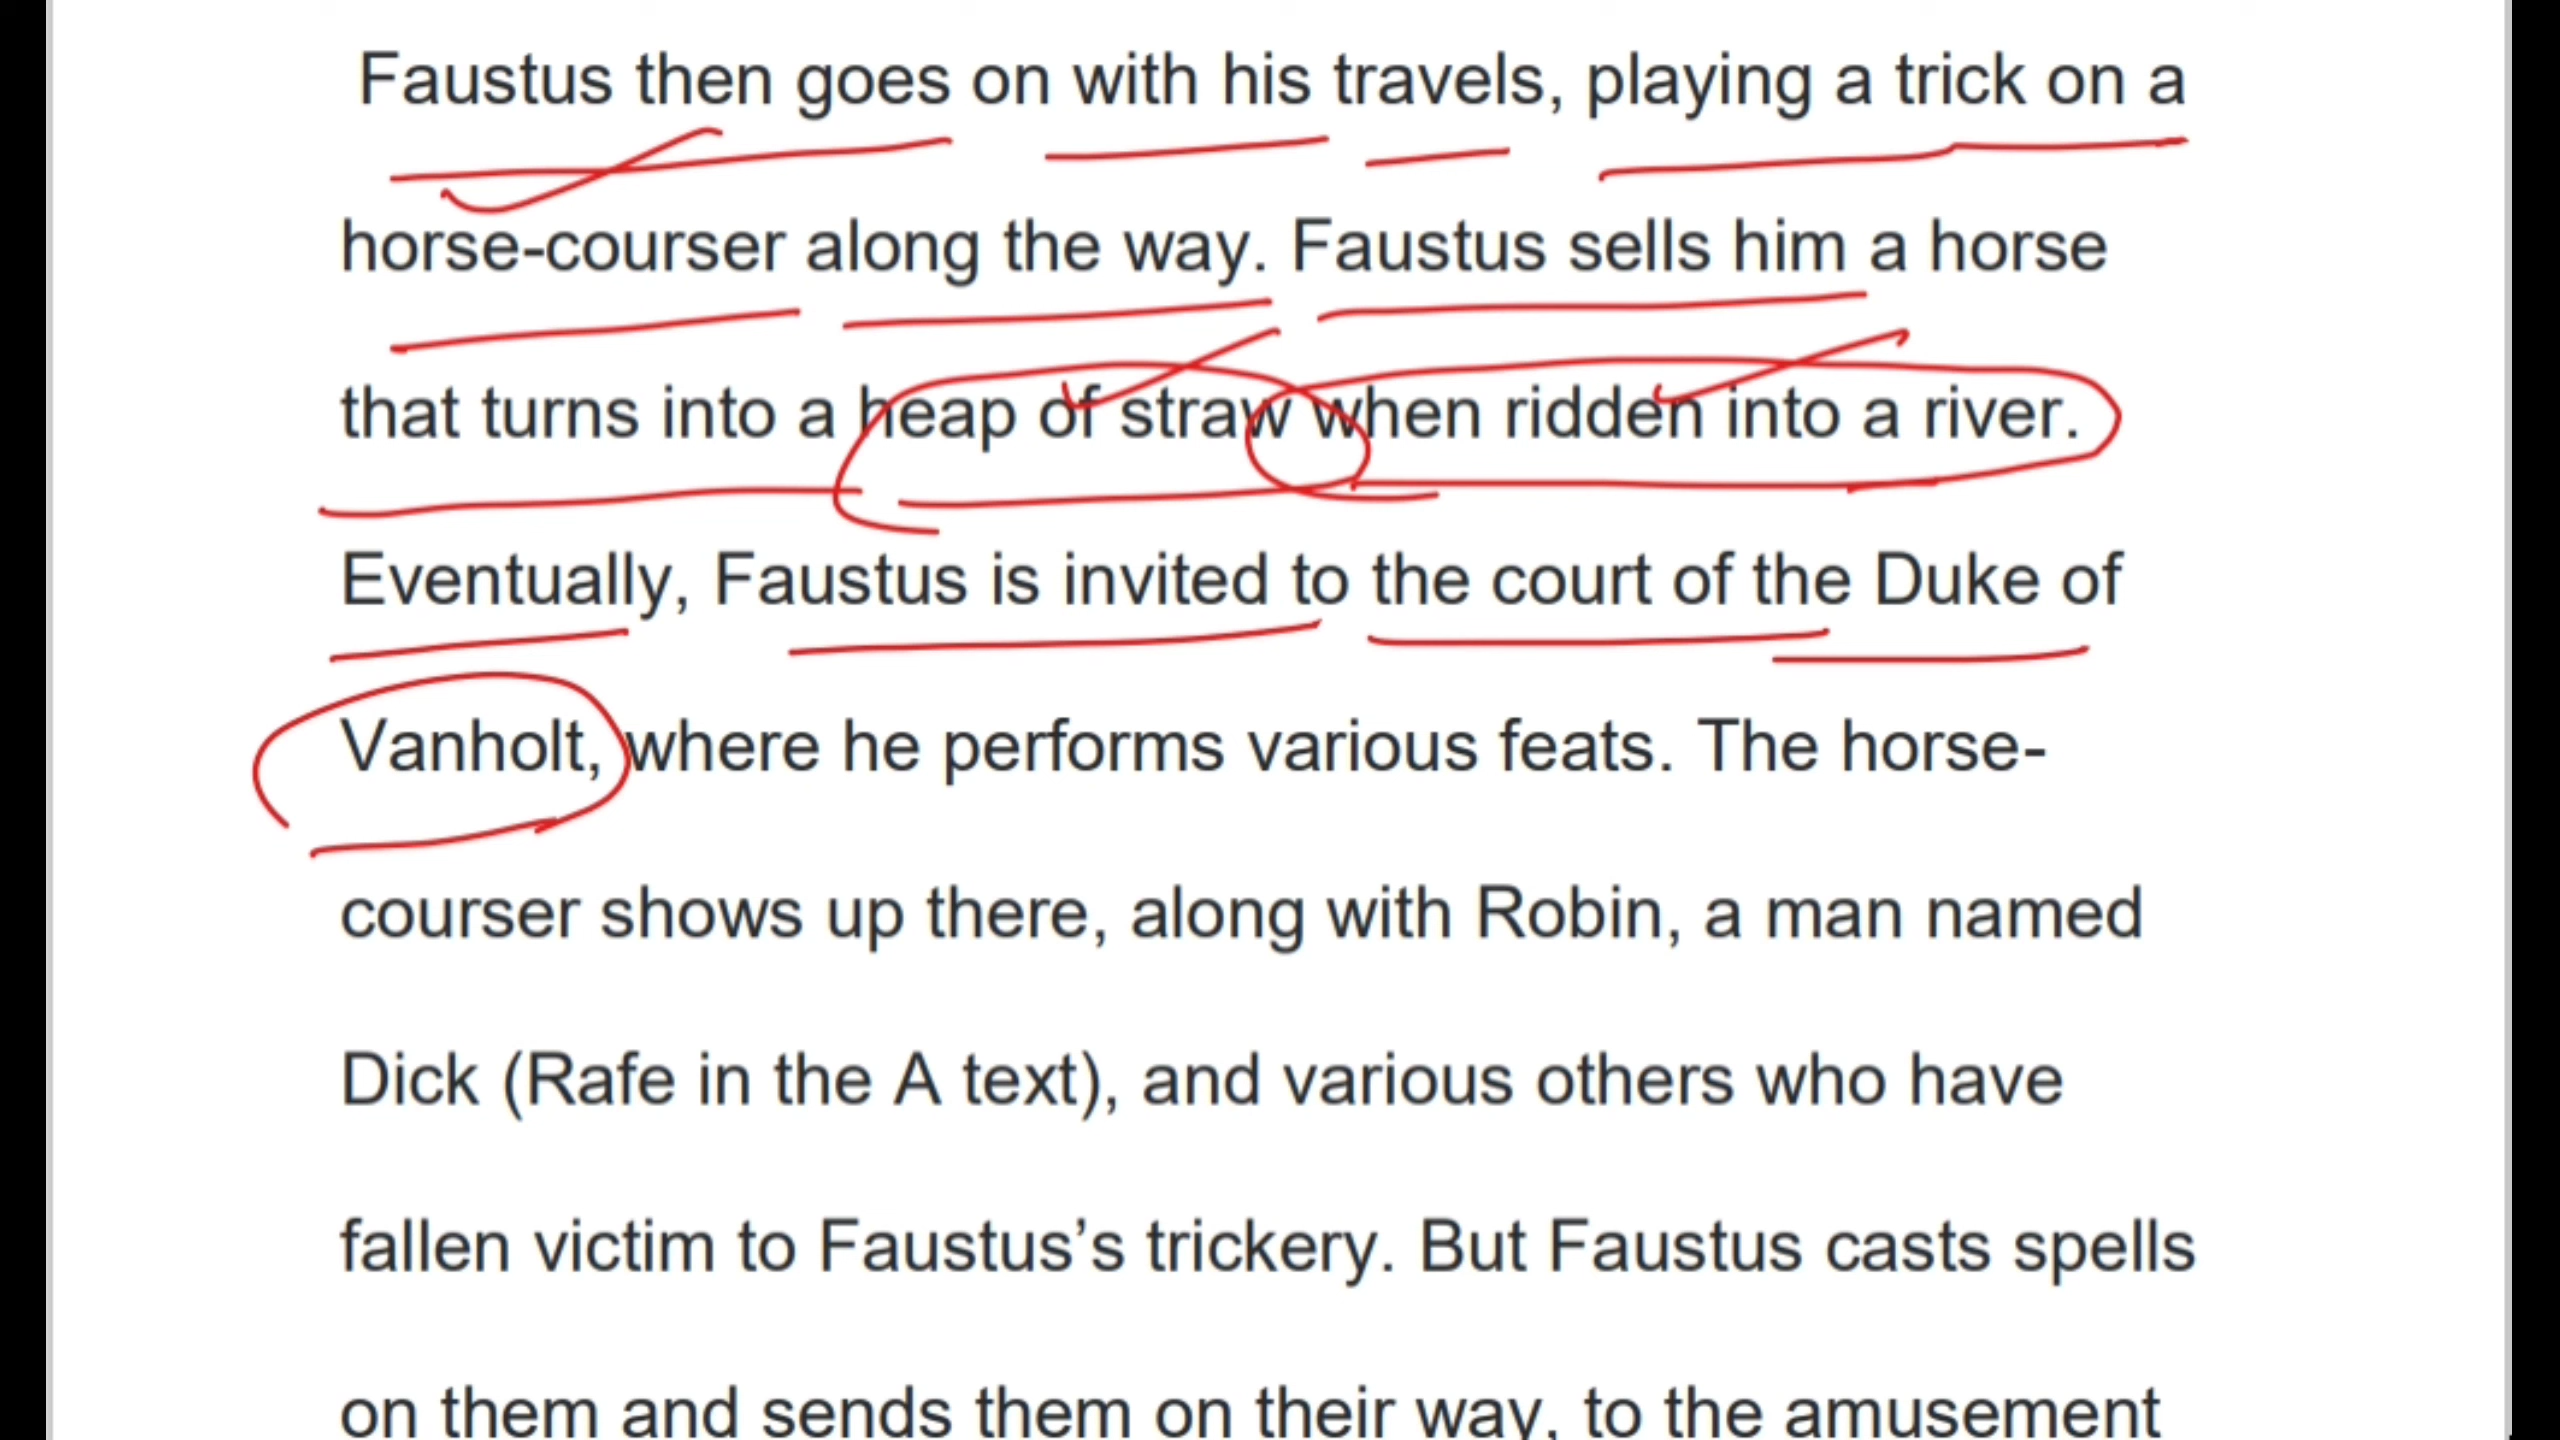 Faustus then goes on with his travels, playing a trick on a
horse-courser along the way. Faustus sells him a horse
that turns into a heap of straw when ridden into a river.
Eventually, Faustus is invited to the court of the Duke of
Vanholt, where he performs various feats. The horse-
courser shows up there, along with Robin, a man named
Dick (Rafe in the A text), and various others who have
fallen victim to Faustus’s trickery. But Faustus casts spells
on them and sends them on their way, to the amusement